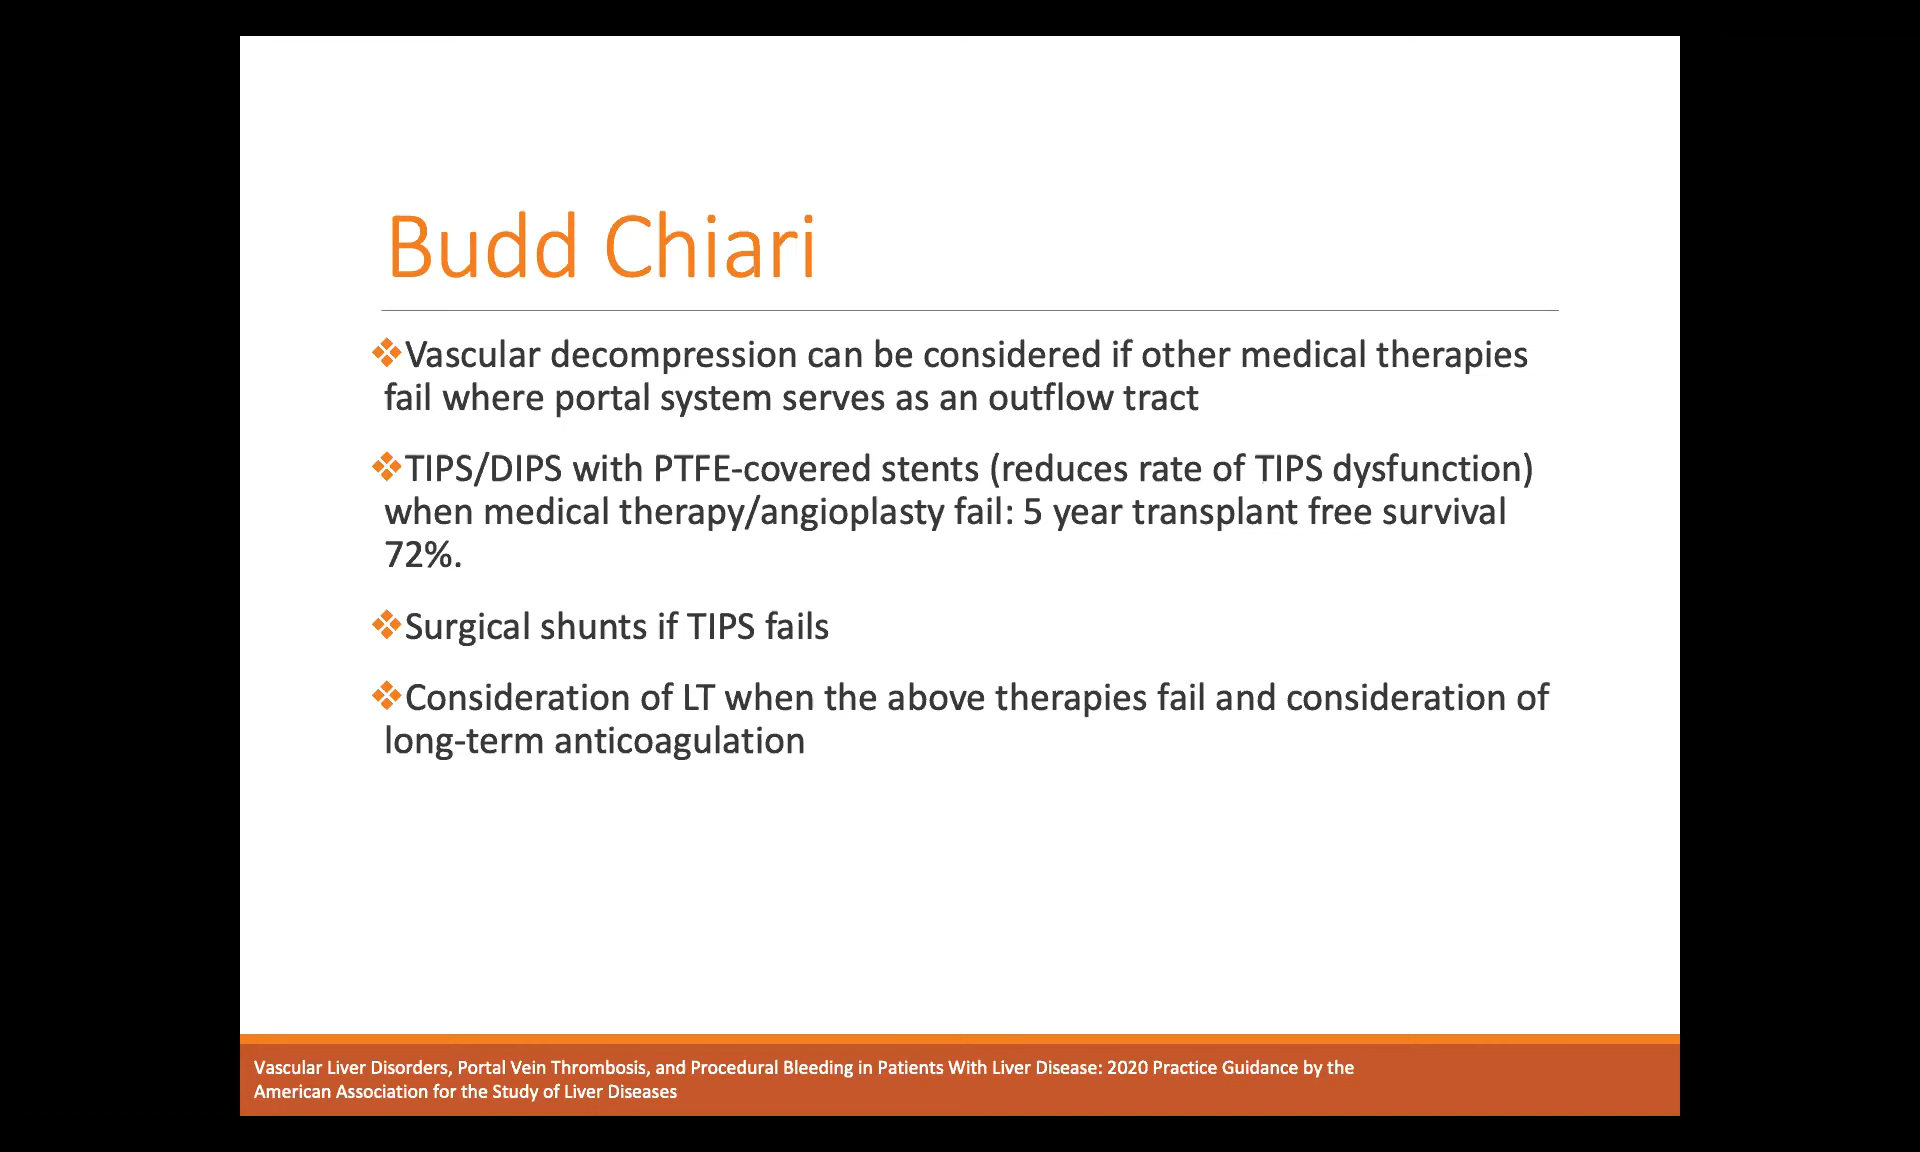 Budd Chiari
❖Vascular decompression can be considered if other medical therapies
fail where portal system serves as an outflow tract
❖TIPS/DIPS with PTFE-covered stents (reduces rate of TIPS dysfunction)
when medical therapy/angioplasty fail: 5 year transplant free survival
72%.
❖Surgical shunts if TIPS fails
❖Consideration of LT when the above therapies fail and consideration of
long-term anticoagulation
Vascular Liver Disorders, Portal Vein Thrombosis, and Procedural Bleeding in Patients With Liver Disease: 2020 Practice Guidance by the
American Association for the Study of Liver Diseases